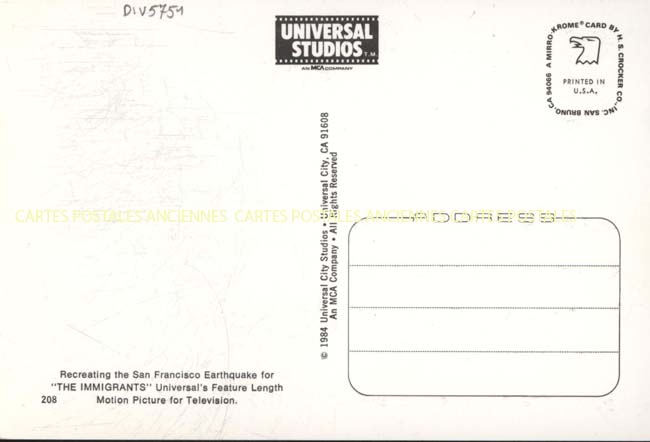 DIV5751
UNIVERSAL
STUDIOS T.M.
AN MCA COMPANY
A MIRRO-KROME® CARD BY H. S. CROCKER CO., INC. SAN BRUNO, CA 94066
PRINTED IN
U.S.A.
© 1984 Universal City Studios • Universal City, CA 91608
An MCA Company • All Rights Reserved
CARTES POSTALES ANCIENNES CARTES POSTALES ANCIENNES CARTES POSTALES
ADDRESS
Recreating the San Francisco Earthquake for
"THE IMMIGRANTS" Universal's Feature Length
208 Motion Picture for Television.